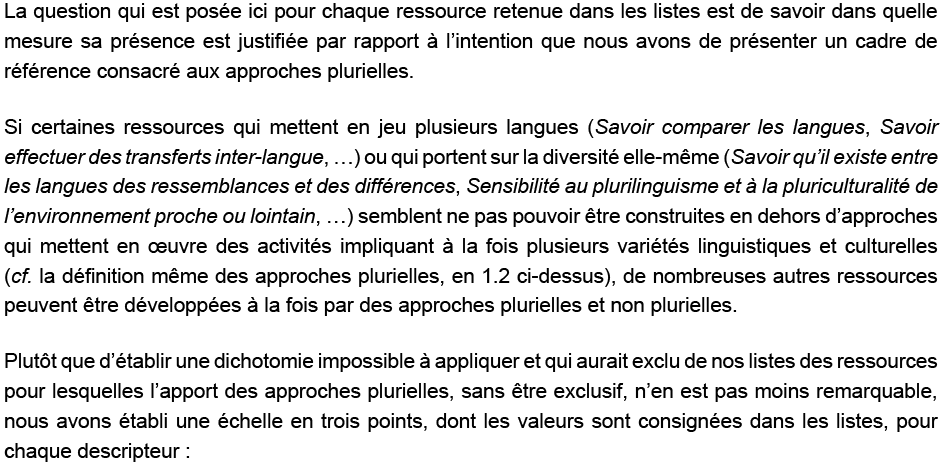 La question qui est posée ici pour chaque ressource retenue dans les listes est de savoir dans quelle
mesure sa présence est justifiée par rapport à l’intention que nous avons de présenter un cadre de
référence consacré aux approches plurielles.
Si certaines ressources qui mettent en jeu plusieurs langues (Savoir comparer les langues, Savoir
effectuer des transferts inter-langue, …) ou qui portent sur la diversité elle-même (Savoir qu’il existe entre
les langues des ressemblances et des différences, Sensibilité au plurilinguisme et à la pluriculturalité de
l’environnement proche ou lointain, …) semblent ne pas pouvoir être construites en dehors d’approches
qui mettent en œuvre des activités impliquant à la fois plusieurs variétés linguistiques et culturelles
(cf. la définition même des approches plurielles, en 1.2 ci-dessus), de nombreuses autres ressources
peuvent être développées à la fois par des approches plurielles et non plurielles.
Plutôt que d’établir une dichotomie impossible à appliquer et qui aurait exclu de nos listes des ressources
pour lesquelles l’apport des approches plurielles, sans être exclusif, n’en est pas moins remarquable,
nous avons établi une échelle en trois points, dont les valeurs sont consignées dans les listes, pour
chaque descripteur :